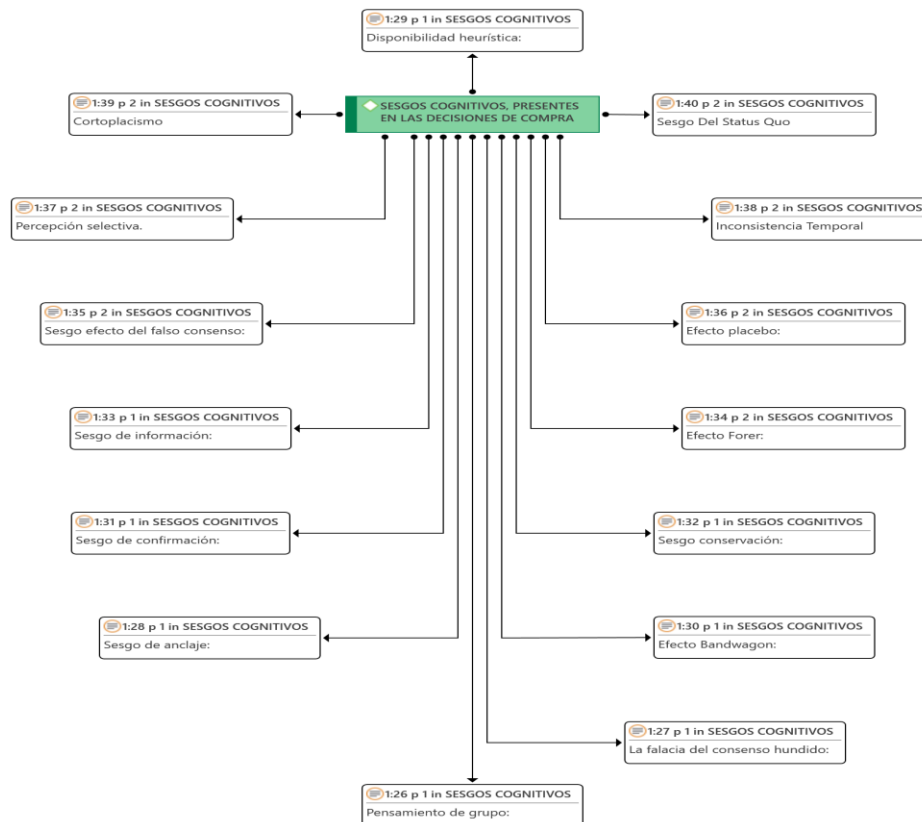 1:29 p 1 in SESGOS COGNITIVOS
Disponibilidad heurística:
1:39 p 2 in SESGOS COGNITIVOS
Cortoplacismo
SESGOS COGNITIVOS, PRESENTES
EN LAS DECISIONES DE COMPRA
1:40 p 2 in SESGOS COGNITIVOS
Sesgo Del Status Quo
1:37 p 2 in SESGOS COGNITIVOS
Percepción selectiva.
1:38 p 2 in SESGOS COGNITIVOS
Inconsistencia Temporal
1:35 p 2 in SESGOS COGNITIVOS
Sesgo efecto del falso consenso:
1:36 p 2 in SESGOS COGNITIVOS
Efecto placebo:
1:33 p 1 in SESGOS COGNITIVOS
Sesgo de información:
1:34 p 2 in SESGOS COGNITIVOS
Efecto Forer:
1:31 p 1 in SESGOS COGNITIVOS
Sesgo de confirmación:
1:32 p 1 in SESGOS COGNITIVOS
Sesgo conservación:
1:28 p 1 in SESGOS COGNITIVOS
Sesgo de anclaje:
1:30 p 1 in SESGOS COGNITIVOS
Efecto Bandwagon:
1:27 p 1 in SESGOS COGNITIVOS
La falacia del consenso hundido:
1:26 p 1 in SESGOS COGNITIVOS
Pensamiento de grupo: